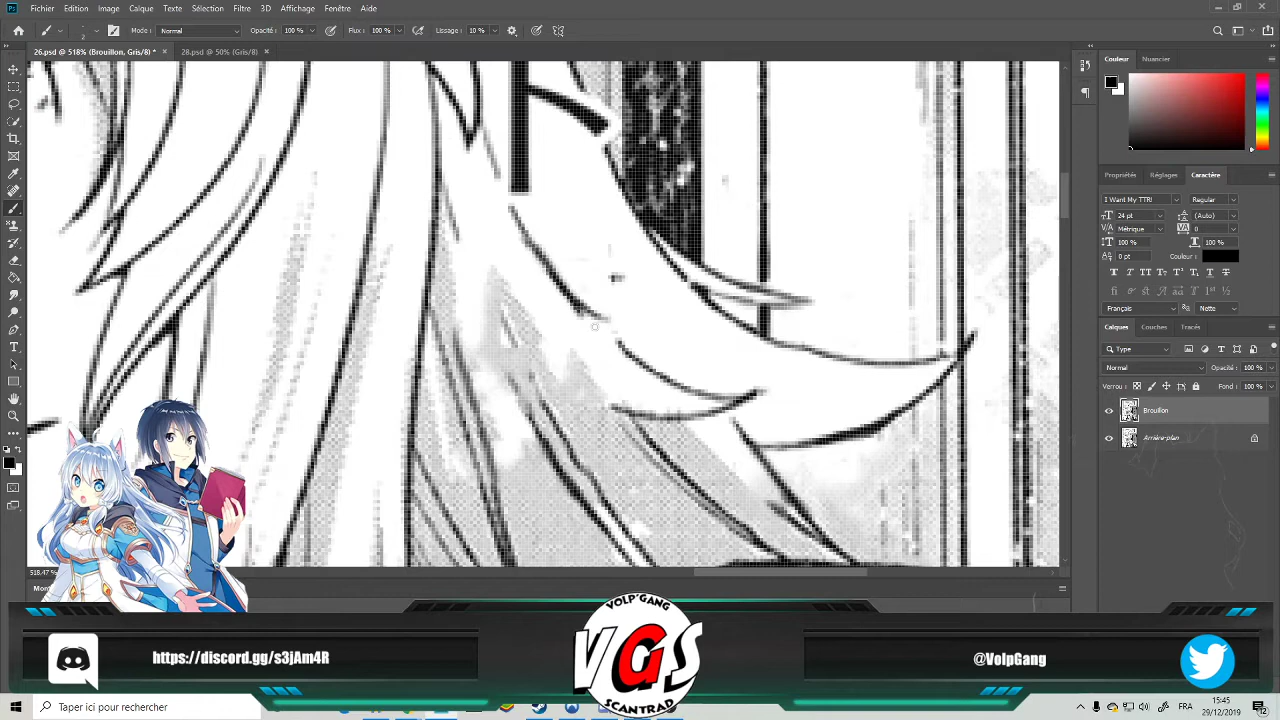 Fichier Edition Image Calque Texte Sélection Filtre 3D Affichage Fenêtre Aide
Mode : Normal Opacité : 100 % Flux : 100 % Lissage : 10 %
26.psd @ 518% (Brouillon, Gris/8) * × 28.psd @ 50% (Gris/8) ×
Couleur Nuancier
Propriétés Réglages Caractère
I Want My TTR! Regular
24 pt (Auto)
Métrique 0
100 % 100 %
0 pt Couleur :
Français Nette
Calques Couches Tracés
Type
Normal Opacité : 100 %
Verrou : Fond : 100 %
Brouillon
Arrière-plan
VOLP'GANG
VGS
SCANTRAD
https://discord.gg/s3jAm4R
@VolpGang
Taper ici pour rechercher
FRA
29/12/2019